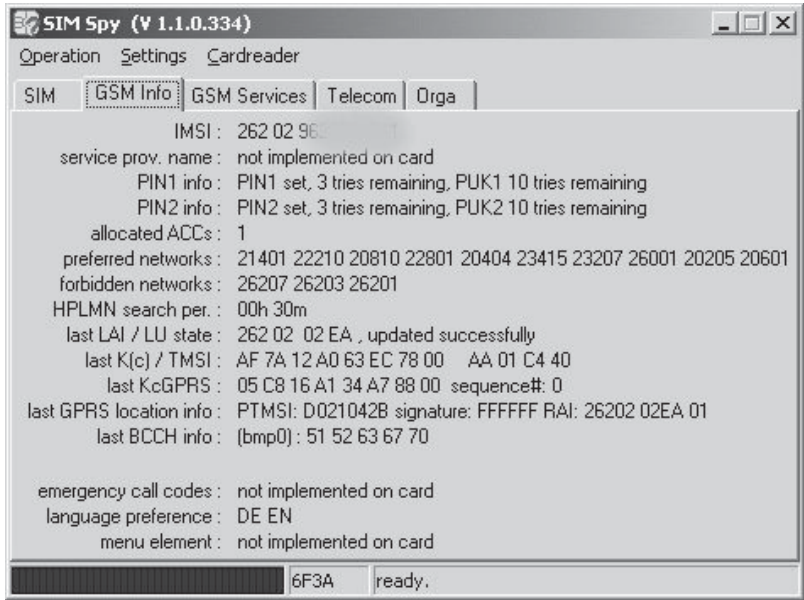 SIM Spy (V 1.1.0.334)
Operation Settings Cardreader
SIM GSM Info GSM Services Telecom Orga
IMSI : 262 02
service prov. name : not implemented on card
PIN1 info : PIN1 set, 3 tries remaining, PUK1 10 tries remaining
PIN2 info : PIN2 set, 3 tries remaining, PUK2 10 tries remaining
allocated ACCs : 1
preferred networks : 21401 22210 20810 22801 20404 23415 23207 26001 20205 20601
forbidden networks : 26207 26203 26201
HPLMN search per. : 00h 30m
last LAI / LU state : 262 02 02 EA , updated successfully
last K(c) / TMSI : AF 7A 12 A0 63 EC 78 00 AA 01 C4 40
last KcGPRS : 05 C8 16 A1 34 A7 88 00 sequence#: 0
last GPRS location info : PTMSI: D021042B signature: FFFFFF RAI: 26202 02EA 01
last BCCH info : (bmp0) : 51 52 63 67 70
emergency call codes : not implemented on card
language preference : DE EN
menu element : not implemented on card
6F3A ready.